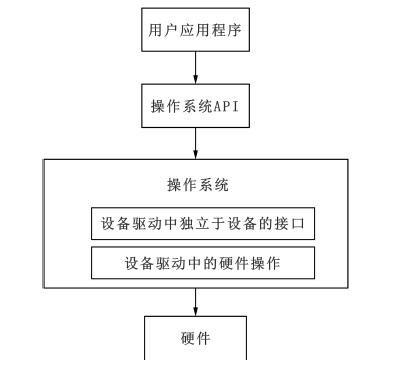 用户应用程序
操作系统API
操作系统
设备驱动中独立于设备的接口
设备驱动中的硬件操作
硬件